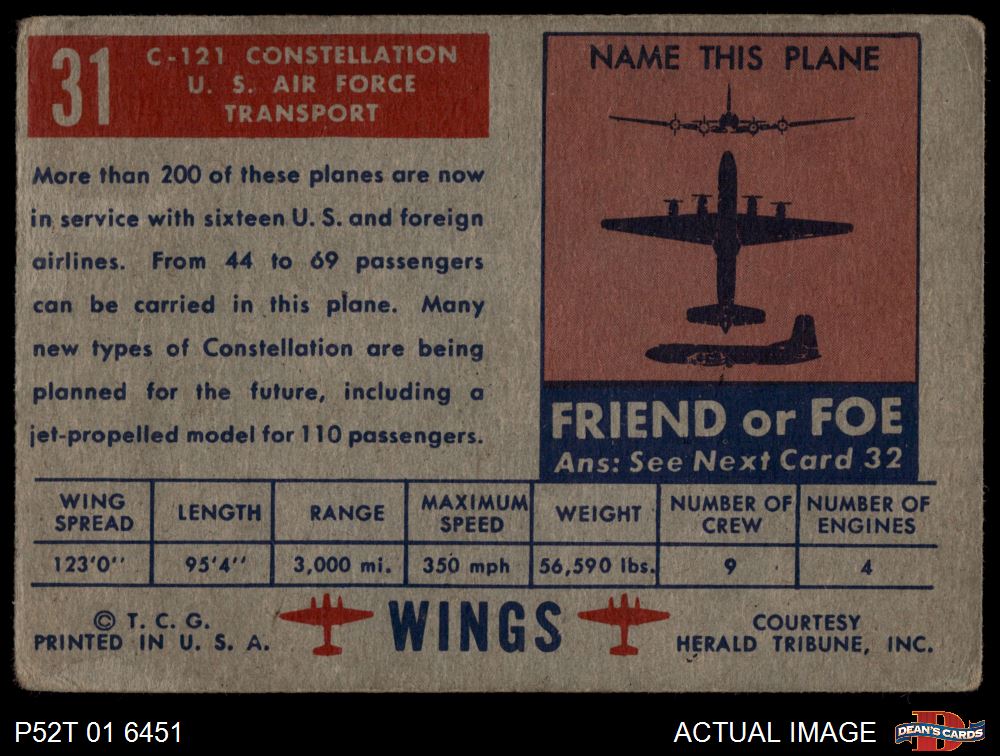 31
C-121 CONSTELLATION
U. S. AIR FORCE
TRANSPORT
More than 200 of these planes are now
in service with sixteen U. S. and foreign
airlines. From 44 to 69 passengers
can be carried in this plane. Many
new types of Constellation are being
planned for the future, including a
jet-propelled model for 110 passengers.
NAME THIS PLANE
FRIEND or FOE
Ans: See Next Card 32
WING SPREAD
LENGTH
RANGE
MAXIMUM SPEED
WEIGHT
NUMBER OF CREW
NUMBER OF ENGINES
123'0''
95'4''
3,000 mi.
350 mph
56,590 lbs.
9
4
© T. C. G.
PRINTED IN U. S. A.
WINGS
COURTESY
HERALD TRIBUNE, INC.
P52T 01 6451
ACTUAL IMAGE
D
DEAN'S CARDS